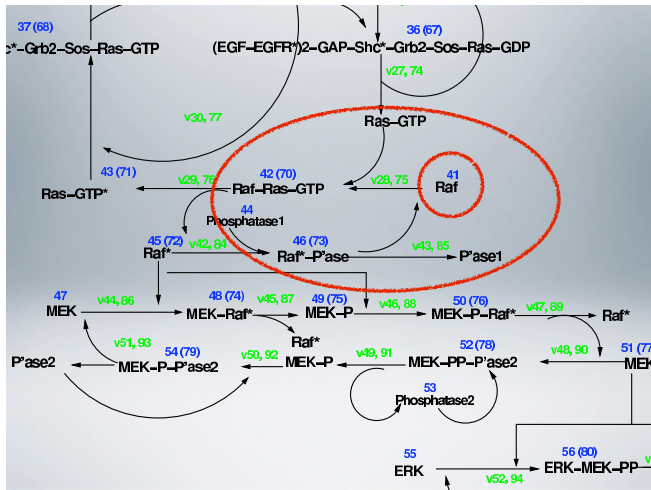 37 (68)
36 (67)
c*–Grb2–Sos–Ras–GTP
(EGF–EGFR*)2–GAP–Shc*–Grb2–Sos–Ras–GDP
v27, 74
v30, 77
Ras–GTP
43 (71)
42 (70)
41
v29, 76
v28, 75
Ras–GTP*
Raf–Ras–GTP
Raf
44
Phosphatase1
45 (72)
v42, 84
46 (73)
v43, 85
Raf*
Raf*–P'ase
P'ase1
47
v44, 86
48 (74)
v45, 87
49 (75)
v46, 88
50 (76)
v47, 89
MEK
MEK–Raf*
MEK–P
MEK–P–Raf*
Raf*
v51, 93
54 (79)
v50, 92
Raf*
v49, 91
52 (78)
v48, 90
51 (77
P'ase2
MEK–P–P'ase2
MEK–P
MEK–PP–P'ase2
MEK
53
Phosphatase2
55
56 (80)
ERK
v52, 94
ERK–MEK–PP
v